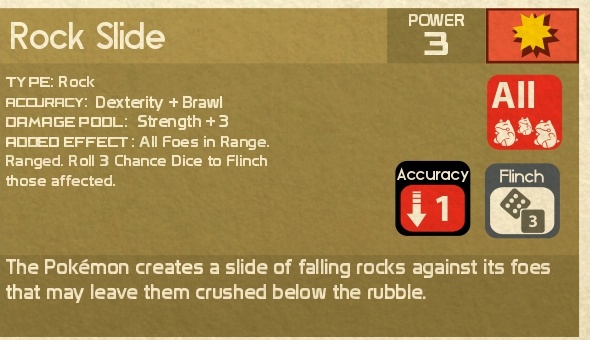 Rock Slide
POWER
3
TYPE: Rock
ACCURACY: Dexterity + Brawl
DAMAGE POOL: Strength + 3
ADDED EFFECT: All Foes in Range.
Ranged. Roll 3 Chance Dice to Flinch
those affected.
All
Accuracy
1
Flinch
3
The Pokémon creates a slide of falling rocks against its foes
that may leave them crushed below the rubble.